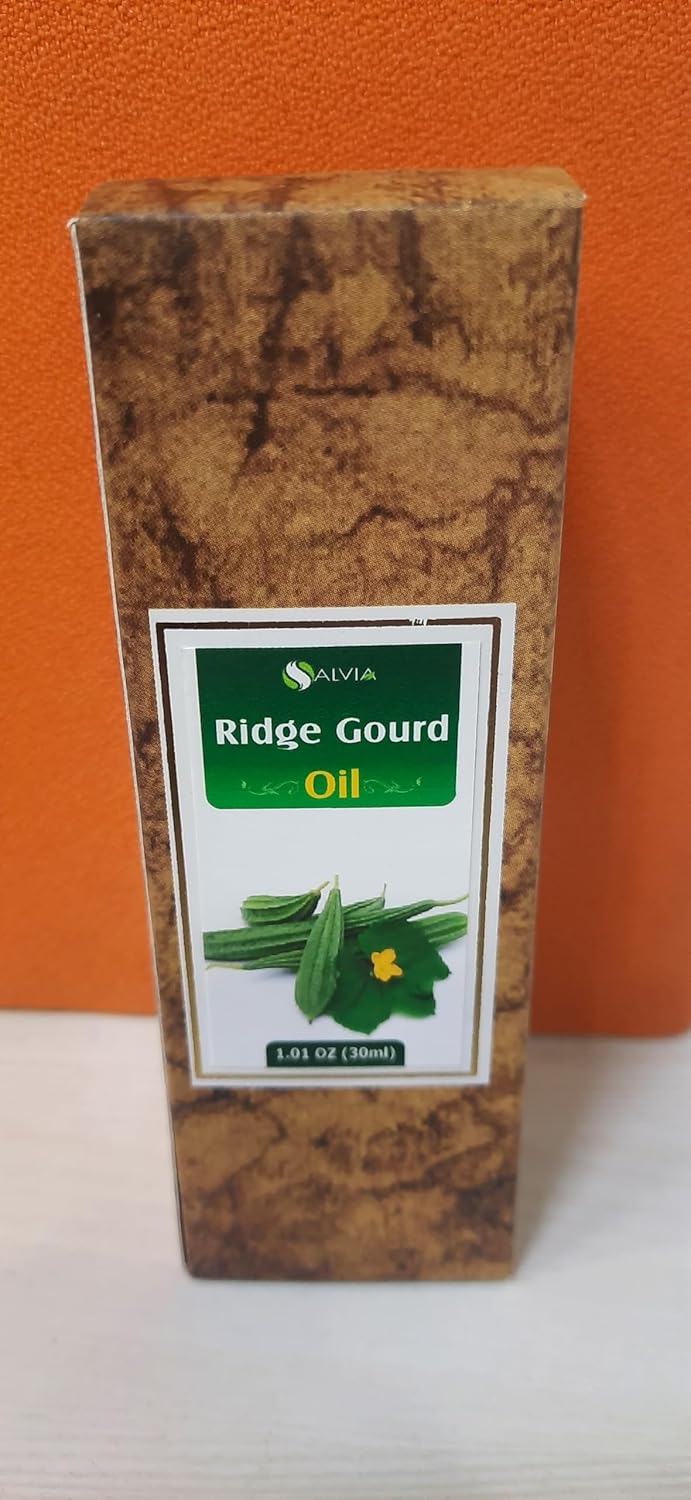 SALVIA
Ridge Gourd
Oil
1.01 OZ (30ml)